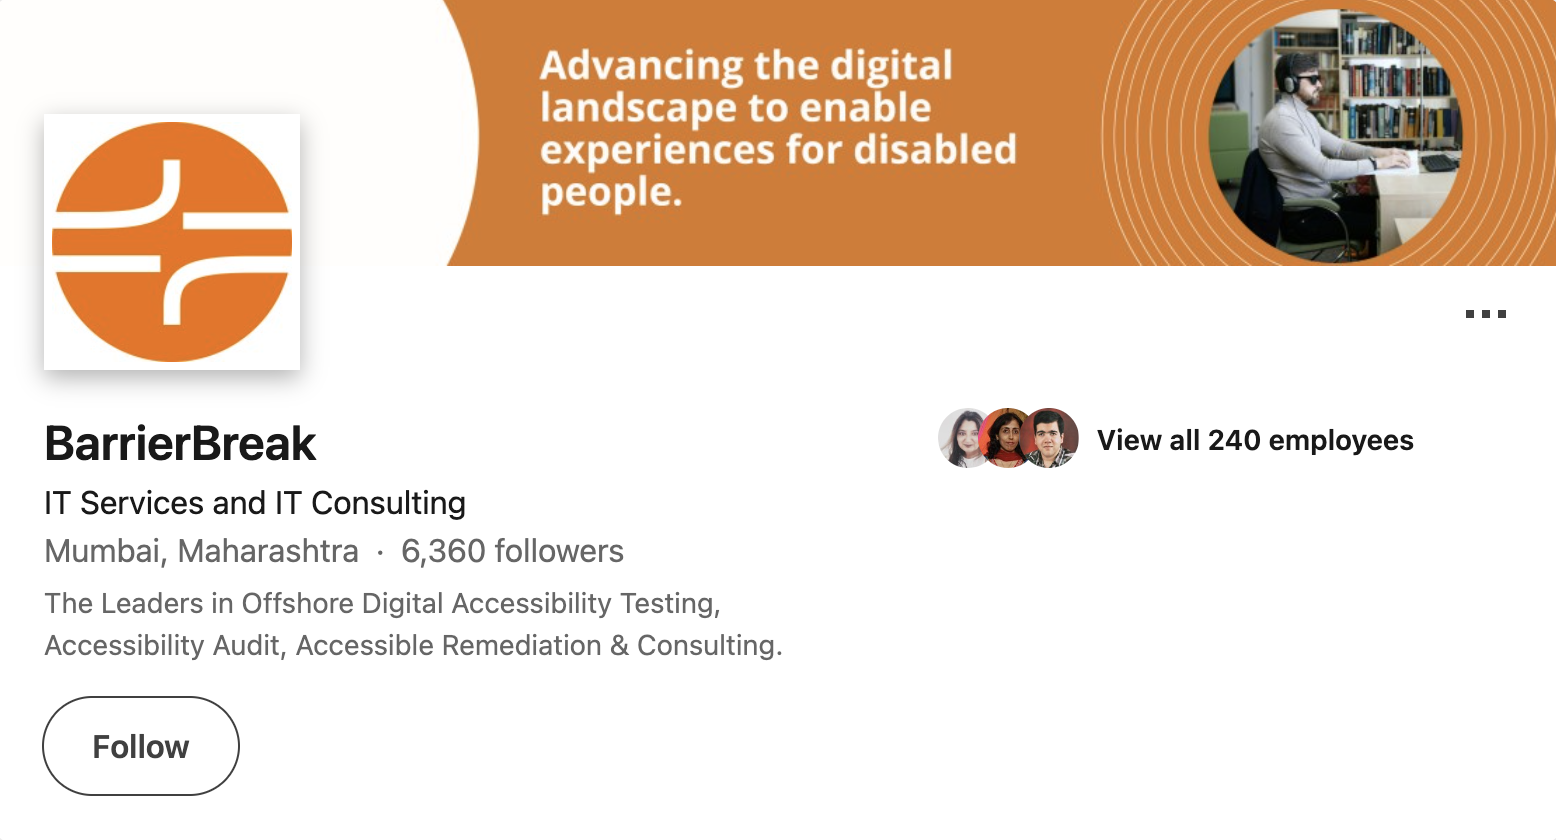 Advancing the digital
landscape to enable
experiences for disabled
people.
BarrierBreak
IT Services and IT Consulting
Mumbai, Maharashtra · 6,360 followers
The Leaders in Offshore Digital Accessibility Testing,
Accessibility Audit, Accessible Remediation & Consulting.
View all 240 employees
Follow